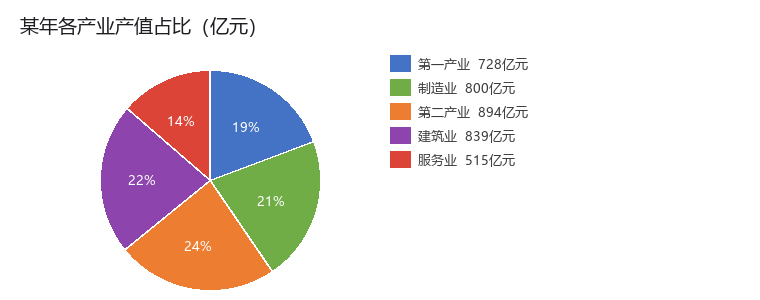 某年各产业产值占比（亿元）
第一产业 728亿元
制造业 800亿元
第二产业 894亿元
建筑业 839亿元
服务业 515亿元
14%
19%
22%
21%
24%